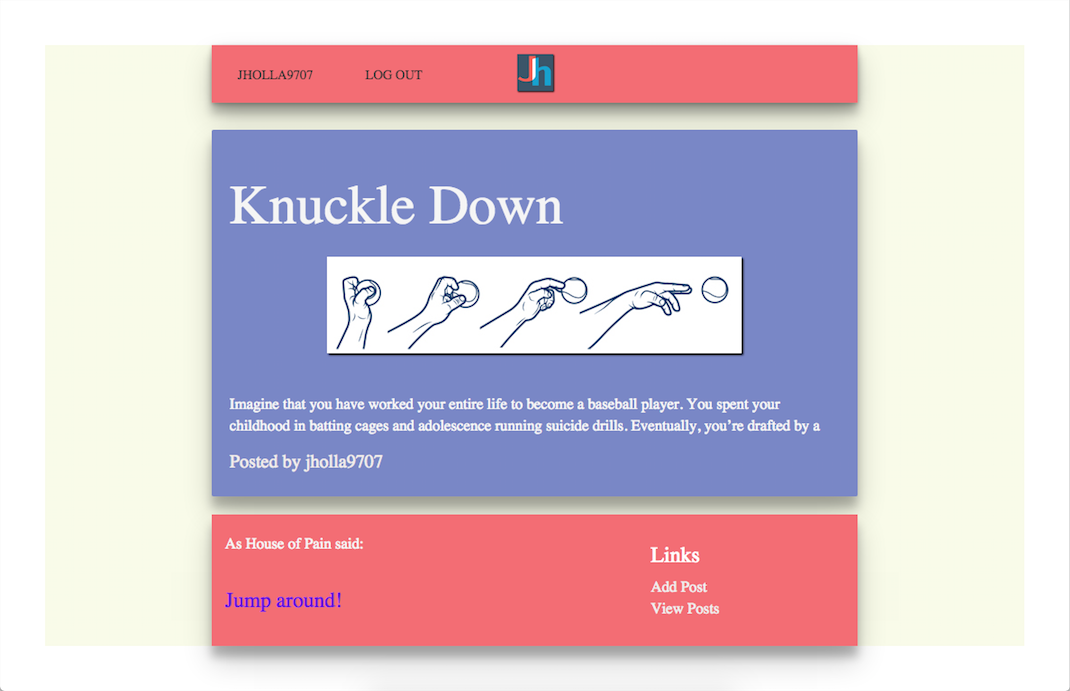 JHOLLA9707 LOG OUT Jh
Knuckle Down
Imagine that you have worked your entire life to become a baseball player. You spent your
childhood in batting cages and adolescence running suicide drills. Eventually, you’re drafted by a
Posted by jholla9707
As House of Pain said:
Jump around!
Links
Add Post
View Posts